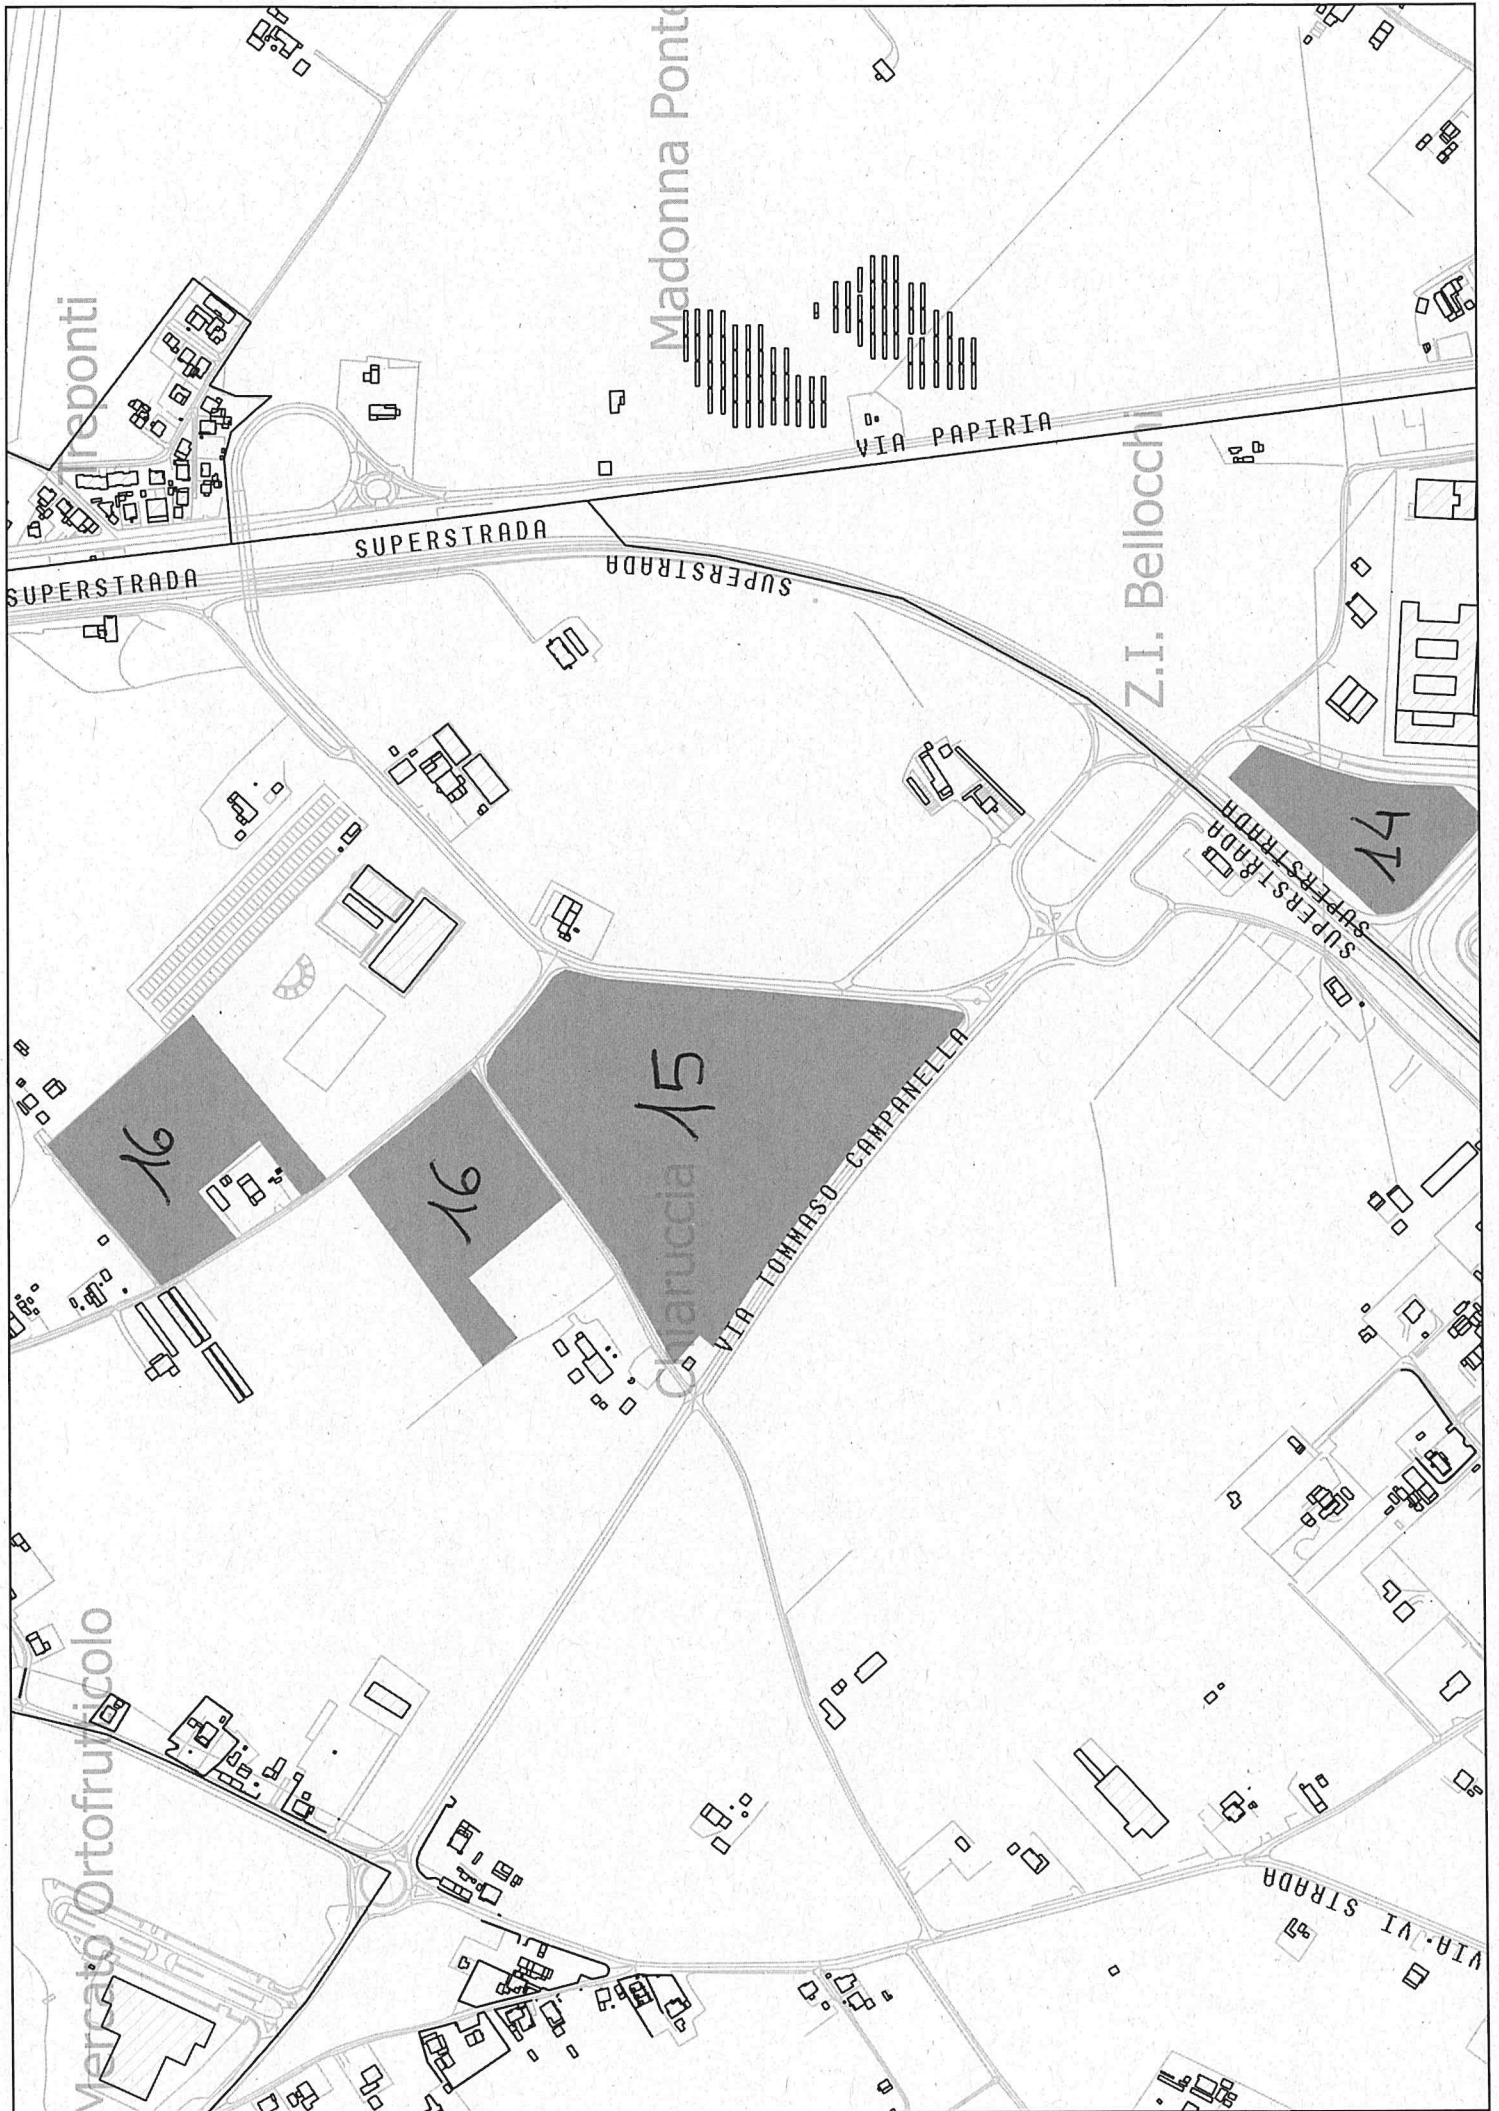 Treponti
Madonna Ponte
VIA PAPIRIA
Z.I. Bellocchi
SUPERSTRADA
SUPERSTRADA
SUPERSTRADA
SUPERSTRADA
SUPERSTRADA
14
15
16
16
Chiaruccia
VIA TOMMASO CAMPANELLA
Mercato Ortofrutticolo
VIA VI STRADA